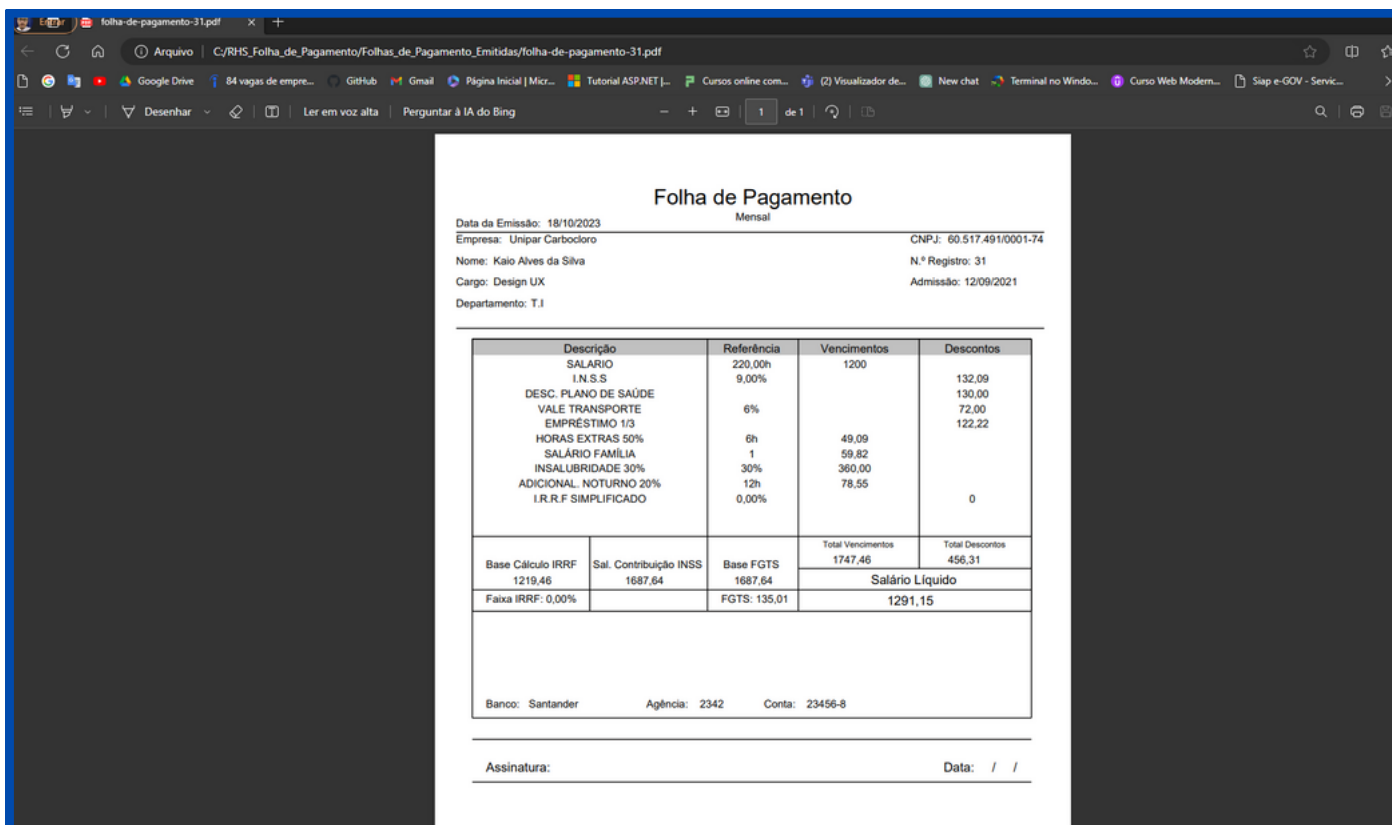 Entrar folha-de-pagamento-31.pdf
Arquivo C:/RHS_Folha_de_Pagamento/Folhas_de_Pagamento_Emitidas/folha-de-pagamento-31.pdf
Google Drive 84 vagas de empre... GitHub Gmail Página Inicial | Micr... Tutorial ASP.NET |... Cursos online com... (2) Visualizador de... New chat Terminal no Windo... Curso Web Modern... Siap e-GOV - Servic...
Desenhar Ler em voz alta Perguntar à IA do Bing 1 de 1
Folha de Pagamento
Mensal
Data da Emissão: 18/10/2023
Empresa: Unipar Carbocloro CNPJ: 60.517.491/0001-74
Nome: Kaio Alves da Silva N.º Registro: 31
Cargo: Design UX Admissão: 12/09/2021
Departamento: T.I
Descrição Referência Vencimentos Descontos
SALARIO 220,00h 1200
I.N.S.S 9,00% 132,09
DESC. PLANO DE SAÚDE 130,00
VALE TRANSPORTE 6% 72,00
EMPRÉSTIMO 1/3 122,22
HORAS EXTRAS 50% 6h 49,09
SALÁRIO FAMÍLIA 1 59,82
INSALUBRIDADE 30% 30% 360,00
ADICIONAL. NOTURNO 20% 12h 78,55
I.R.R.F SIMPLIFICADO 0,00% 0
Total Vencimentos Total Descontos
1747,46 456,31
Base Cálculo IRRF Sal. Contribuição INSS Base FGTS
1219,46 1687,64 1687,64 Salário Líquido
Faixa IRRF: 0,00% FGTS: 135,01 1291,15
Banco: Santander Agência: 2342 Conta: 23456-8
Assinatura: Data: / /